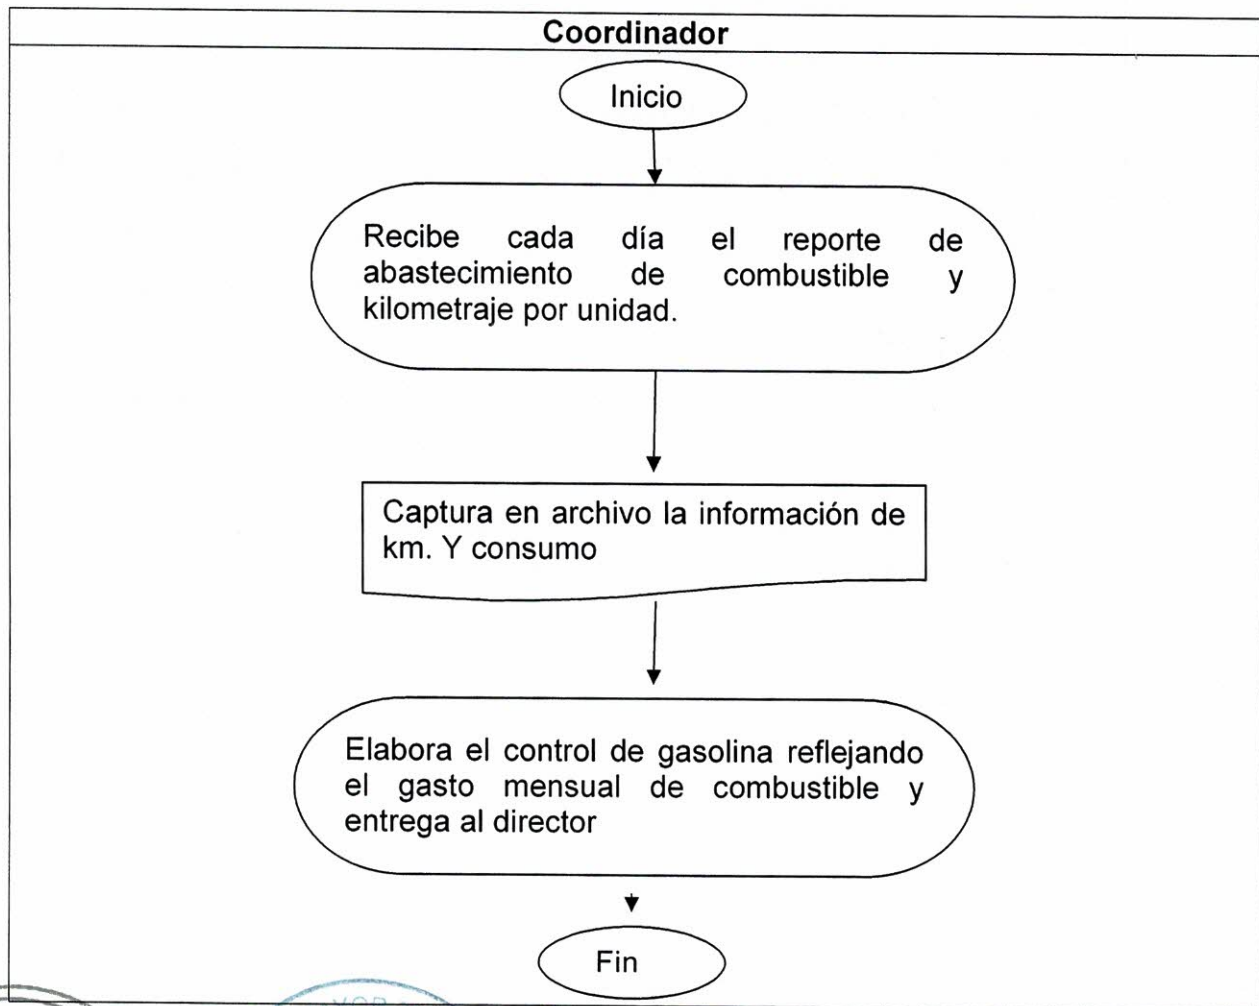 Coordinador
Inicio
Recibe cada día el reporte de
abastecimiento de combustible y
kilometraje por unidad.
Captura en archivo la información de
km. Y consumo
Elabora el control de gasolina reflejando
el gasto mensual de combustible y
entrega al director
Fin